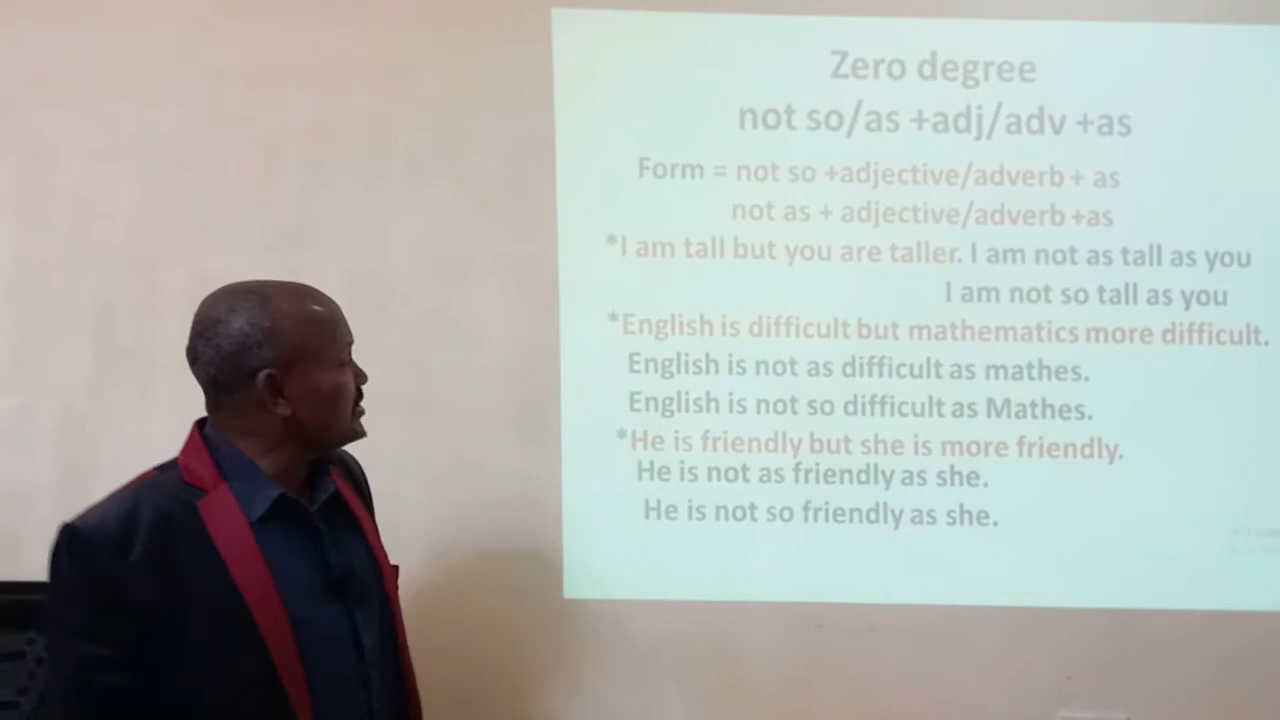 Zero degree
not so/as +adj/adv +as
Form = not so +adjective/adverb + as
not as + adjective/adverb +as
*I am tall but you are taller. I am not as tall as you
I am not so tall as you
*English is difficult but mathematics more difficult.
English is not as difficult as mathes.
English is not so difficult as Mathes.
*He is friendly but she is more friendly.
He is not as friendly as she.
He is not so friendly as she.